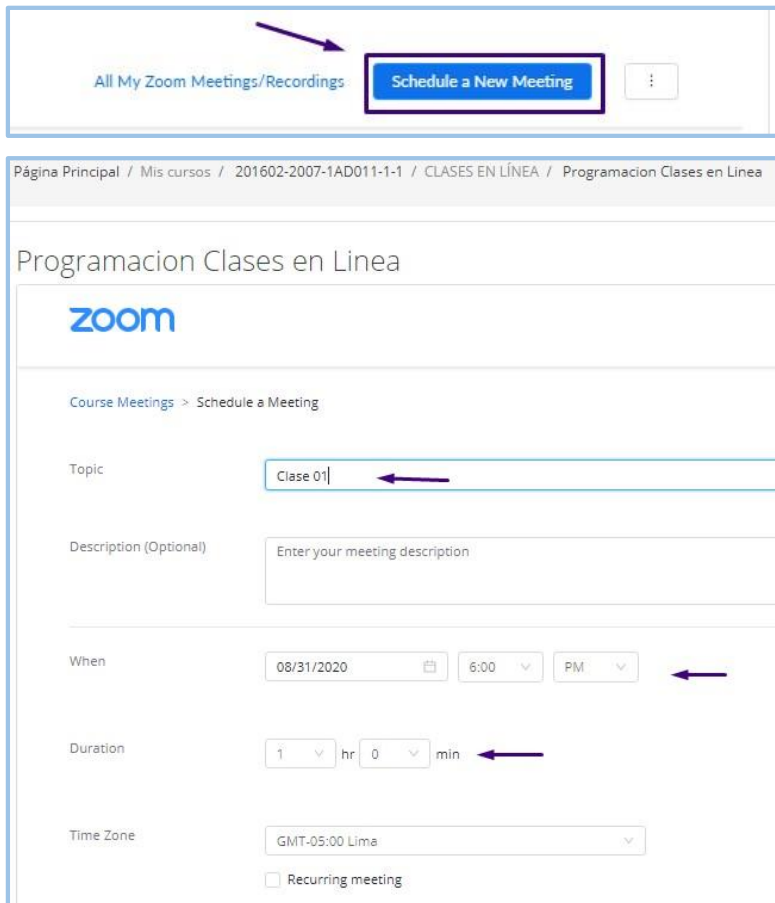 All My Zoom Meetings/Recordings Schedule a New Meeting
Página Principal / Mis cursos / 201602-2007-1AD011-1-1 / CLASES EN LÍNEA / Programacion Clases en Linea
Programacion Clases en Linea
zoom
Course Meetings > Schedule a Meeting
Topic Clase 01
Description (Optional) Enter your meeting description
When 08/31/2020 6:00 PM
Duration 1 hr 0 min
Time Zone GMT-05:00 Lima
Recurring meeting